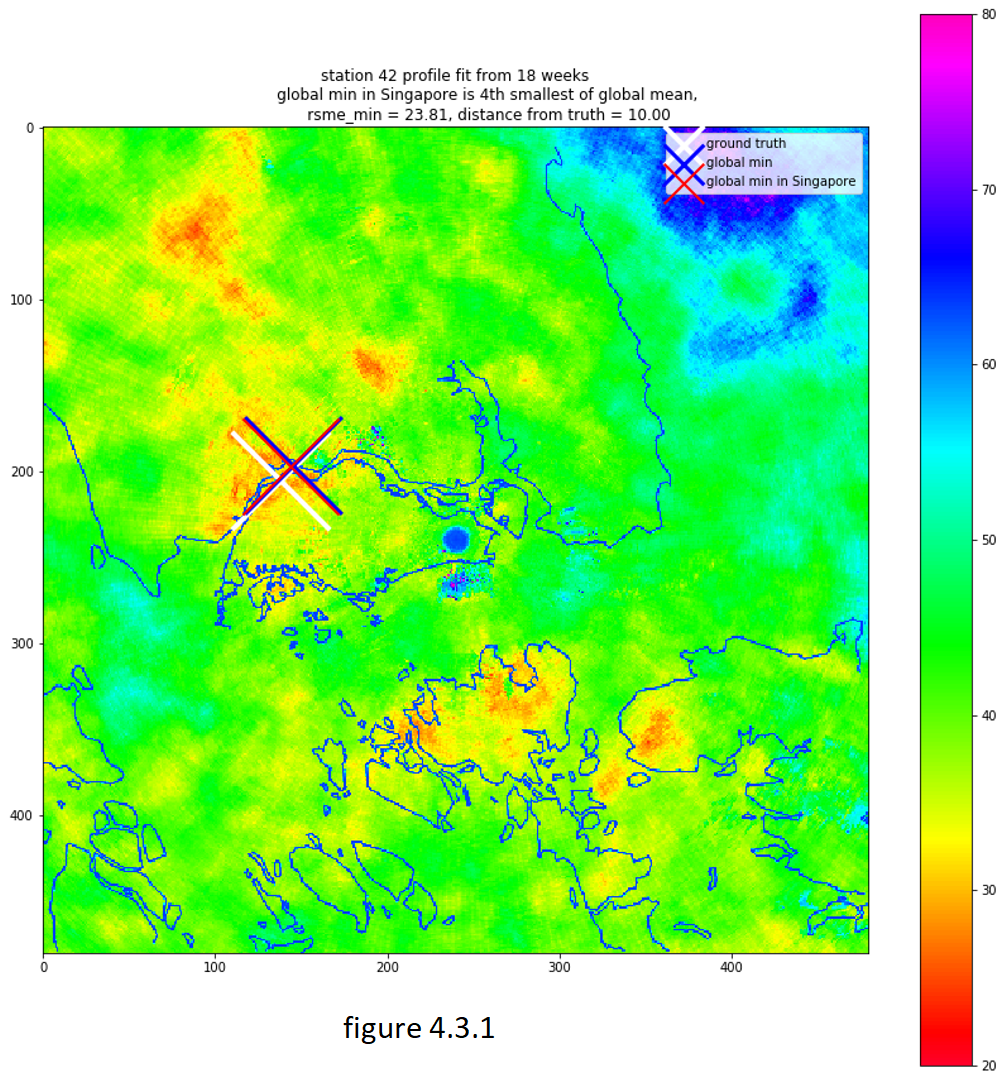 station 42 profile fit from 18 weeks
global min in Singapore is 4th smallest of global mean,
rsme_min = 23.81, distance from truth = 10.00
ground truth
global min
global min in Singapore
0
100
200
300
400
0 100 200 300 400
80
70
60
50
40
30
20
figure 4.3.1